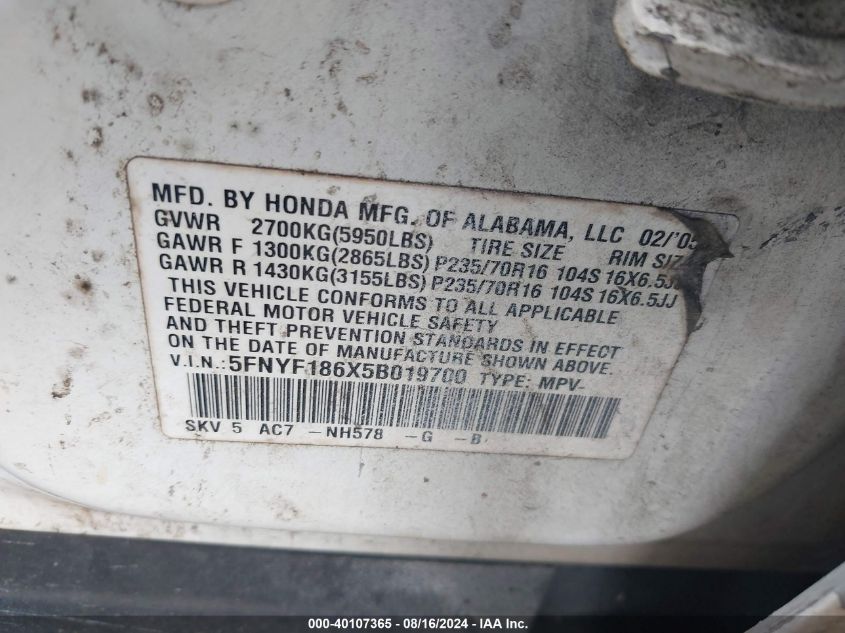 MFD. BY HONDA MFG. OF ALABAMA, LLC 02/'05
GVWR 2700KG(5950LBS) TIRE SIZE RIM SIZ
GAWR F 1300KG(2865LBS) P235/70R16 104S 16X6.5J
GAWR R 1430KG(3155LBS) P235/70R16 104S 16X6.5JJ
THIS VEHICLE CONFORMS TO ALL APPLICABLE
FEDERAL MOTOR VEHICLE SAFETY
AND THEFT PREVENTION STANDARDS IN EFFECT
ON THE DATE OF MANUFACTURE SHOWN ABOVE.
V.I.N.: 5FNYF186X5B019700 TYPE: MPV-
SKV 5 AC7 -NH578 -G -B
000-40107365 - 08/16/2024 - IAA Inc.